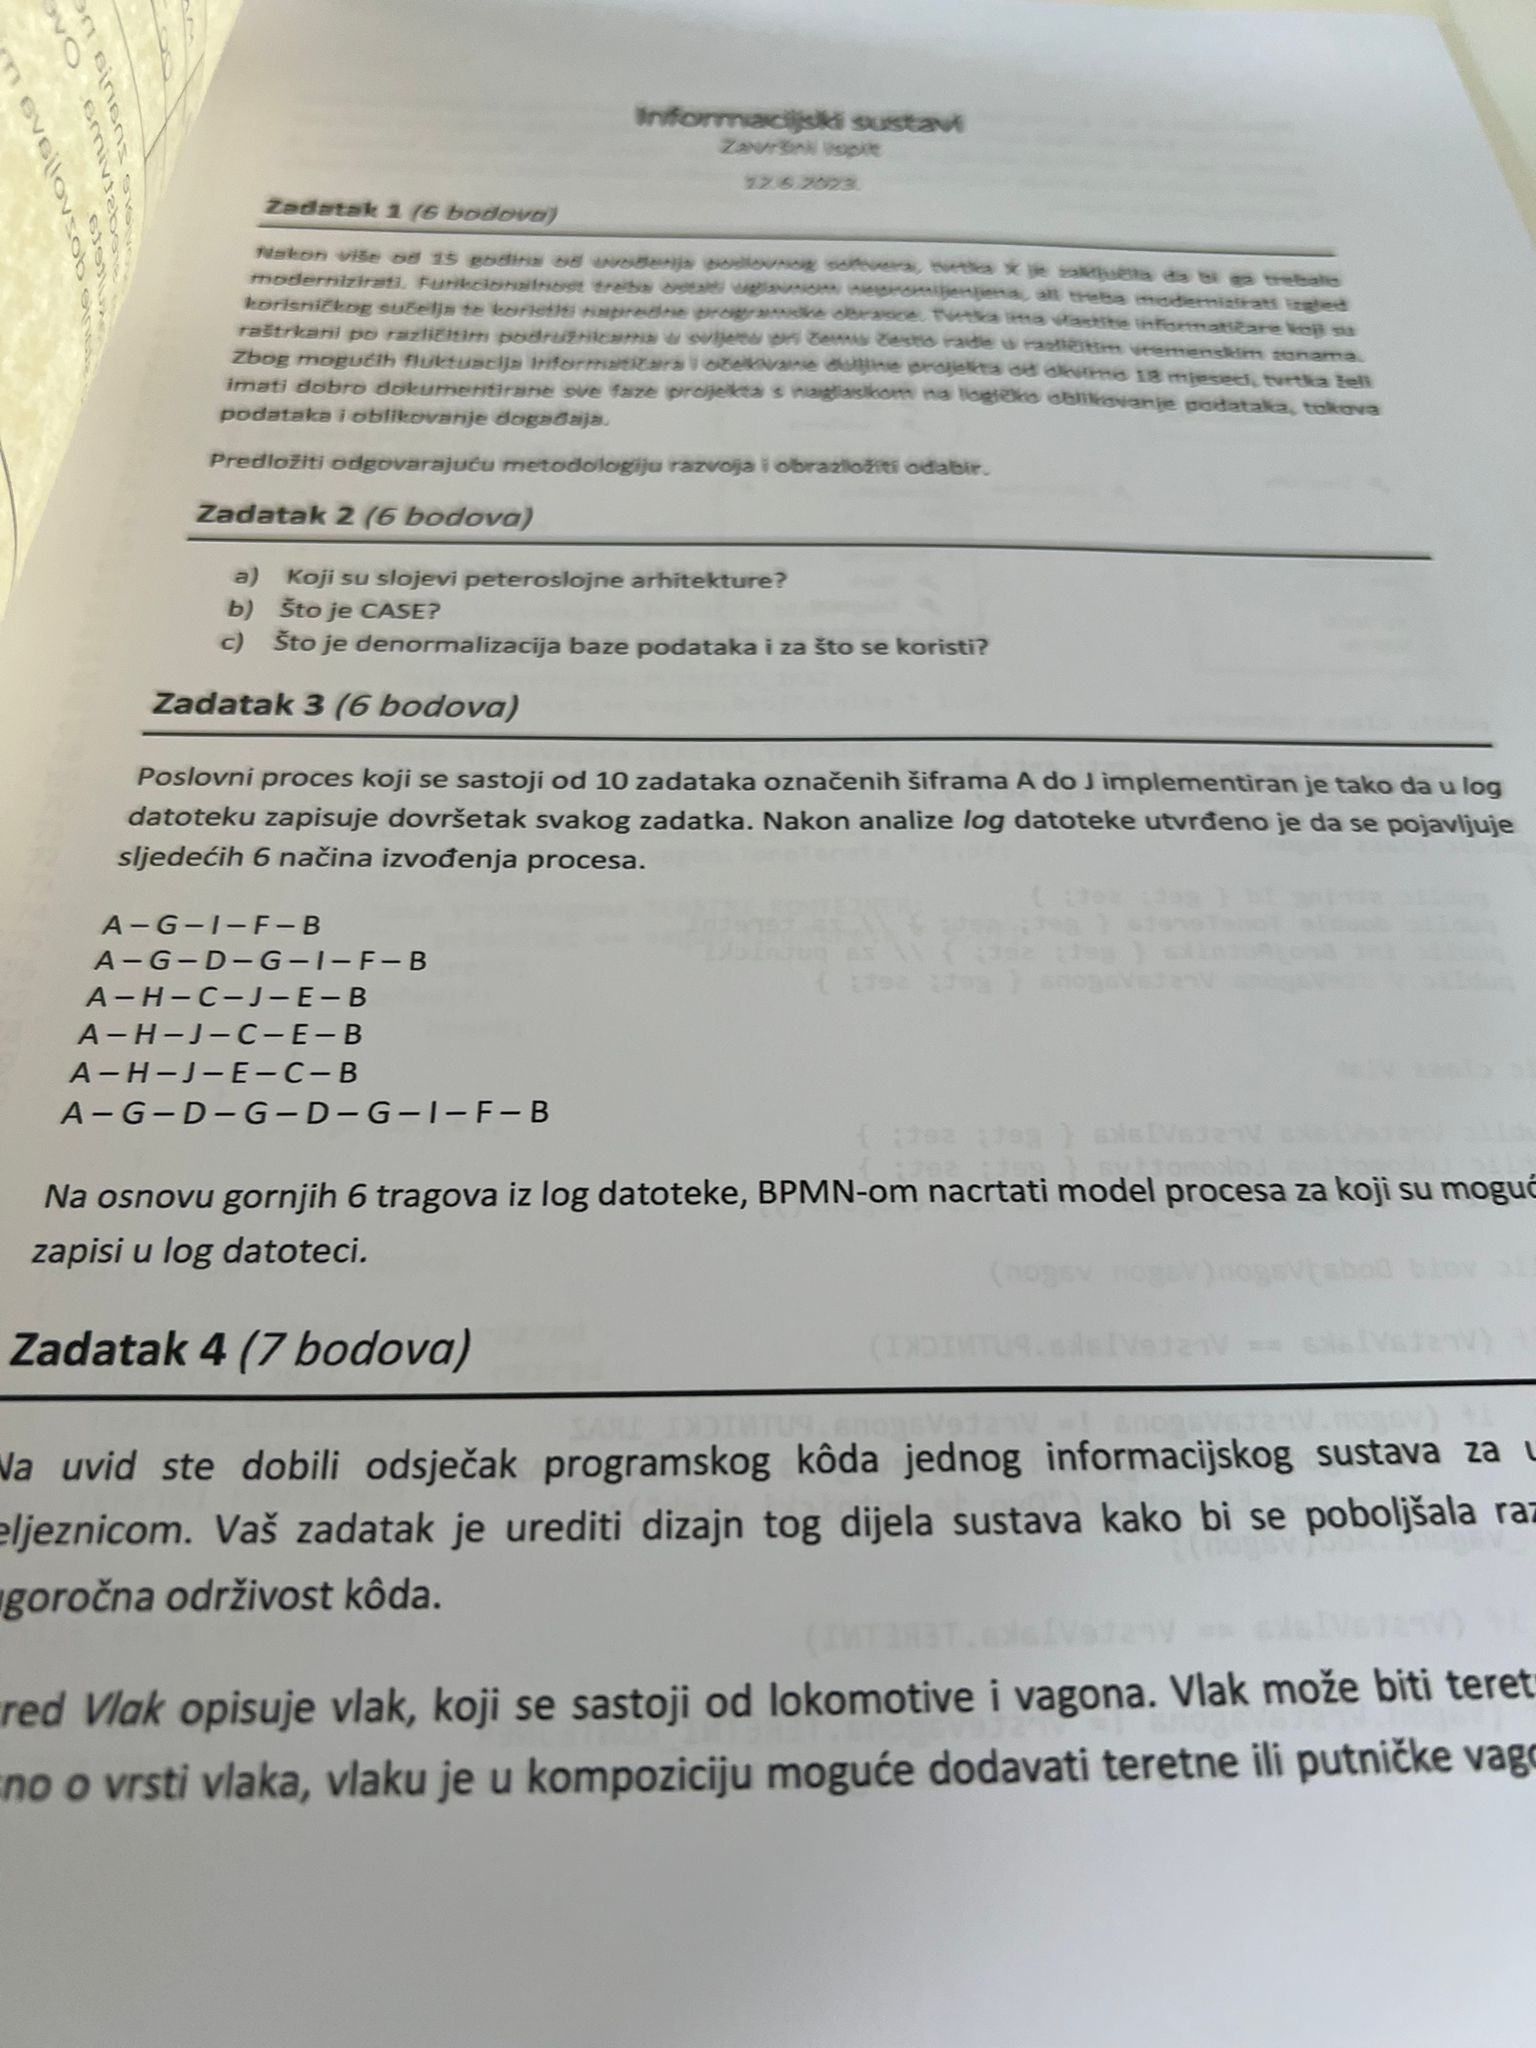 Informacijski sustavi
Završni ispit
12.6.2023.
Zadatak 1 (6 bodova)
Nakon više od 15 godina od uvođenja poslovnog softvera, tvrtka X je zaključila da bi ga trebalo
modernizirati. Funkcionalnost treba ostati uglavnom nepromijenjena, ali treba modernizirati izgled
korisničkog sučelja te koristiti napredne programske obrasce. Tvrtka ima vlastite informatičare koji su
raštrkani po različitim podružnicama u svijetu pri čemu često rade u različitim vremenskim zonama.
Zbog mogućih fluktuacija informatičara i očekivane duljine projekta od okvirno 18 mjeseci, tvrtka želi
imati dobro dokumentirane sve faze projekta s naglaskom na logičko oblikovanje podataka, tokova
podataka i oblikovanje događaja.
Predložiti odgovarajuću metodologiju razvoja i obrazložiti odabir.
Zadatak 2 (6 bodova)
a) Koji su slojevi peteroslojne arhitekture?
b) Što je CASE?
c) Što je denormalizacija baze podataka i za što se koristi?
Zadatak 3 (6 bodova)
Poslovni proces koji se sastoji od 10 zadataka označenih šiframa A do J implementiran je tako da u log
datoteku zapisuje dovršetak svakog zadatka. Nakon analize log datoteke utvrđeno je da se pojavljuje
sljedećih 6 načina izvođenja procesa.
A – G – I – F – B
A – G – D – G – I – F – B
A – H – C – J – E – B
A – H – J – C – E – B
A – H – J – E – C – B
A – G – D – G – D – G – I – F – B
Na osnovu gornjih 6 tragova iz log datoteke, BPMN-om nacrtati model procesa za koji su moguć
zapisi u log datoteci.
Zadatak 4 (7 bodova)
Na uvid ste dobili odsječak programskog kôda jednog informacijskog sustava za u
eljeznicom. Vaš zadatak je urediti dizajn tog dijela sustava kako bi se poboljšala raz
goročna održivost kôda.
red Vlak opisuje vlak, koji se sastoji od lokomotive i vagona. Vlak može biti teret
no o vrsti vlaka, vlaku je u kompoziciju moguće dodavati teretne ili putničke vago